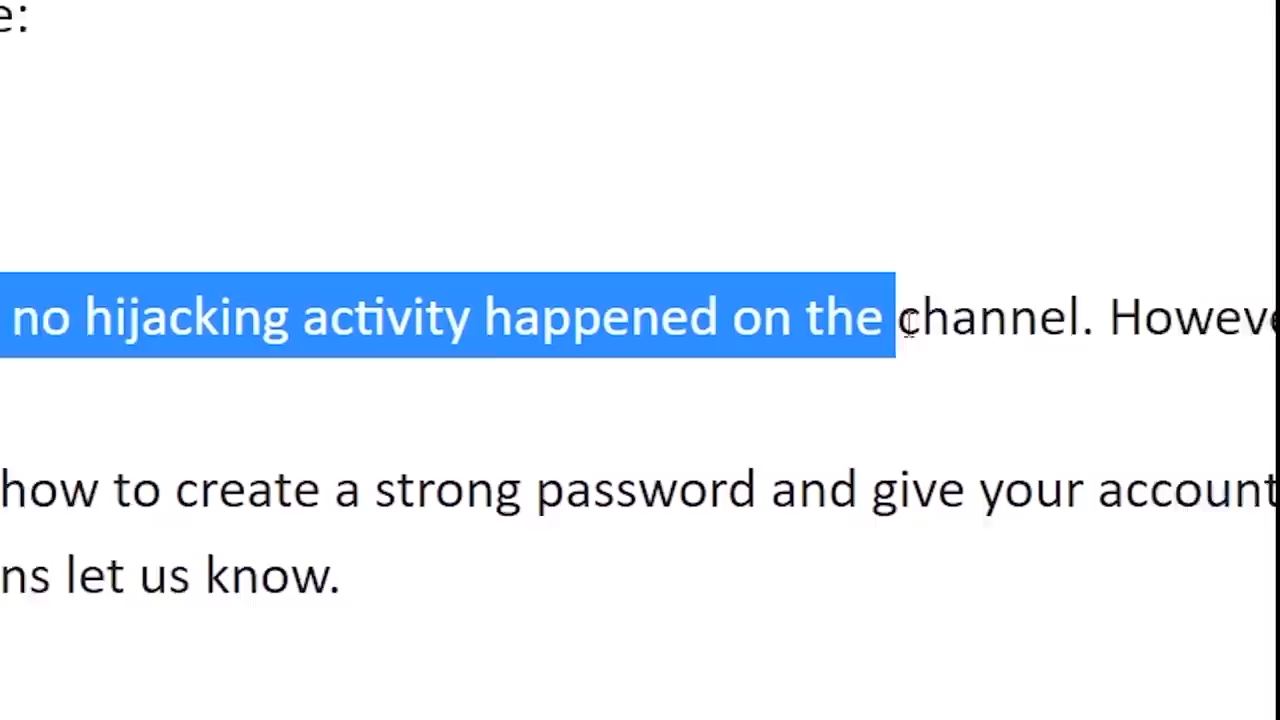 e:
no hijacking activity happened on the channel. Howeve
how to create a strong password and give your account
ns let us know.